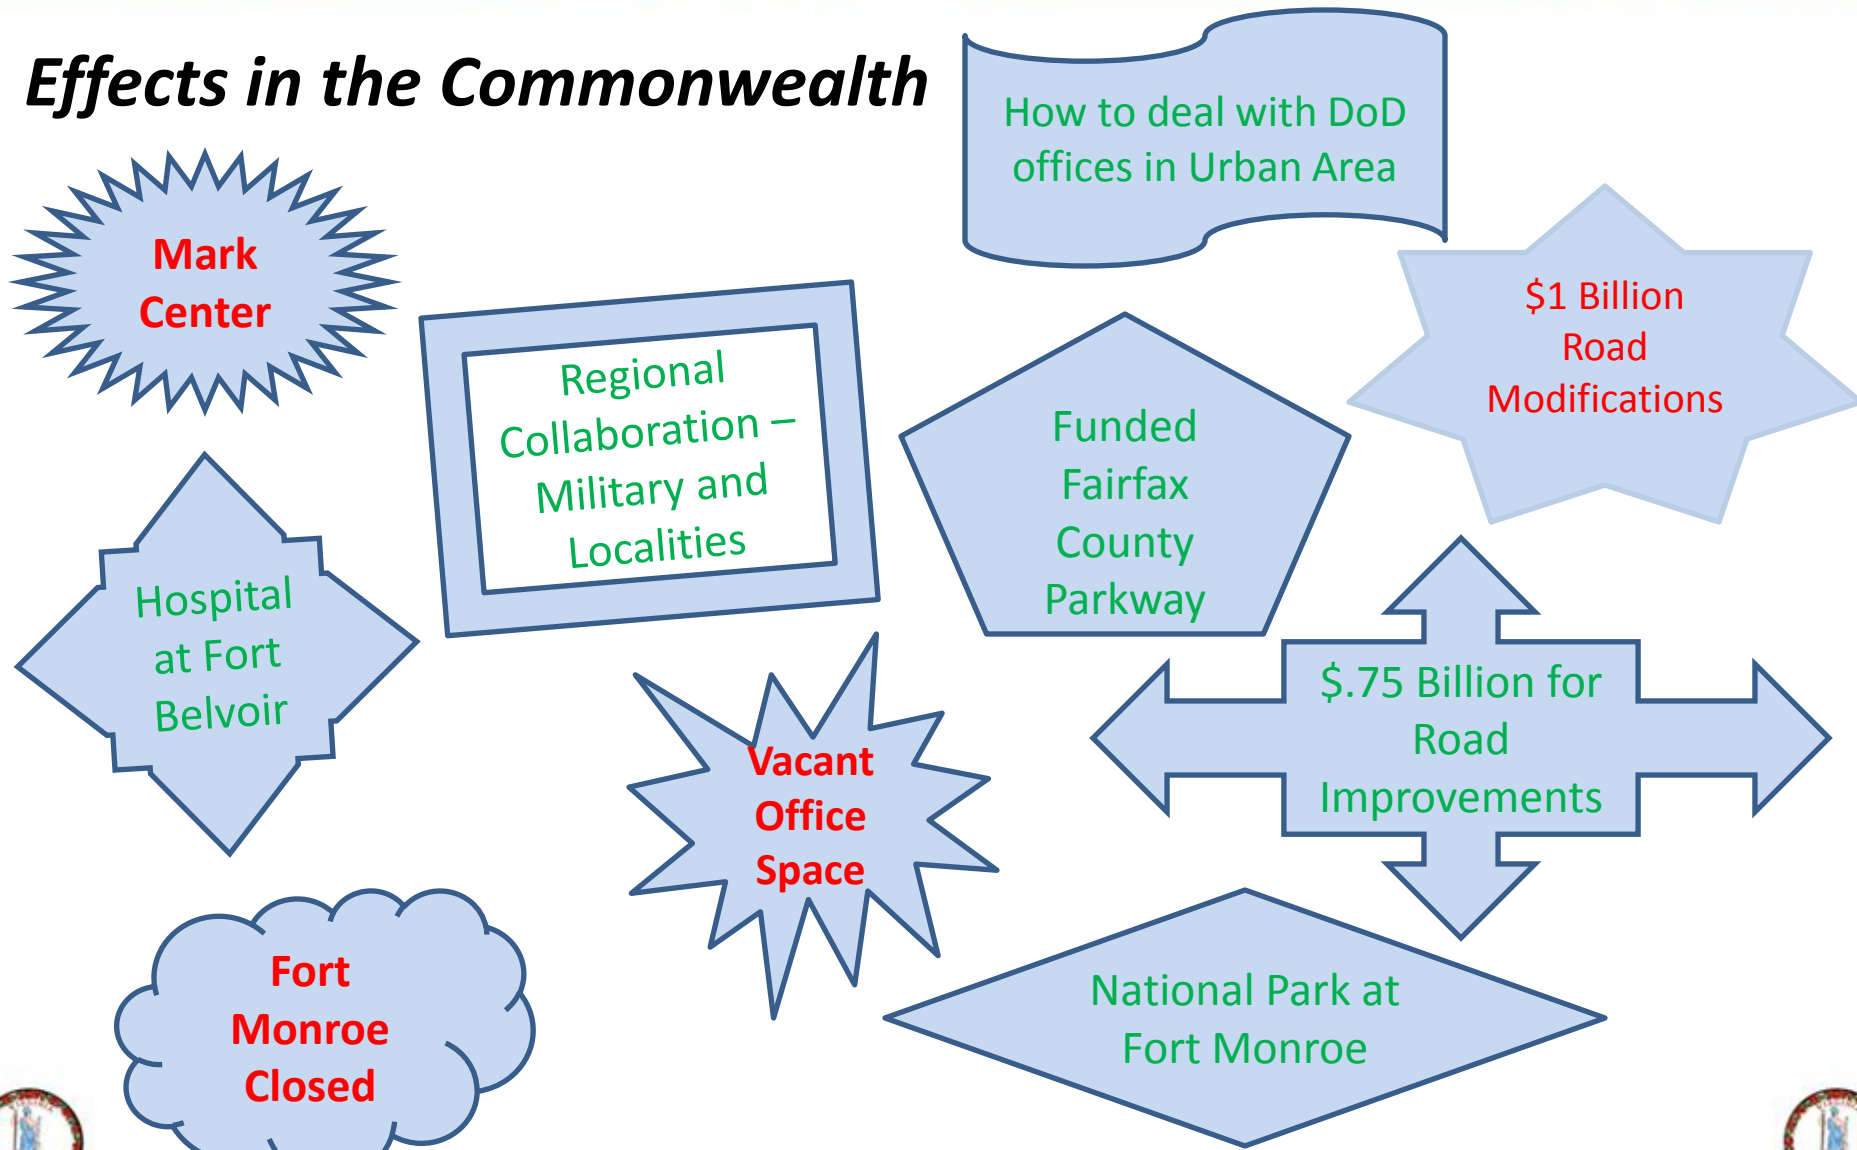 Effects in the Commonwealth
How to deal with DoD
offices in Urban Area
Mark
Center
$1 Billion
Road
Modifications
Regional
Collaboration –
Military and
Localities
Funded
Fairfax
County
Parkway
Hospital
at Fort
Belvoir
$.75 Billion for
Road
Improvements
Vacant
Office
Space
Fort
Monroe
Closed
National Park at
Fort Monroe